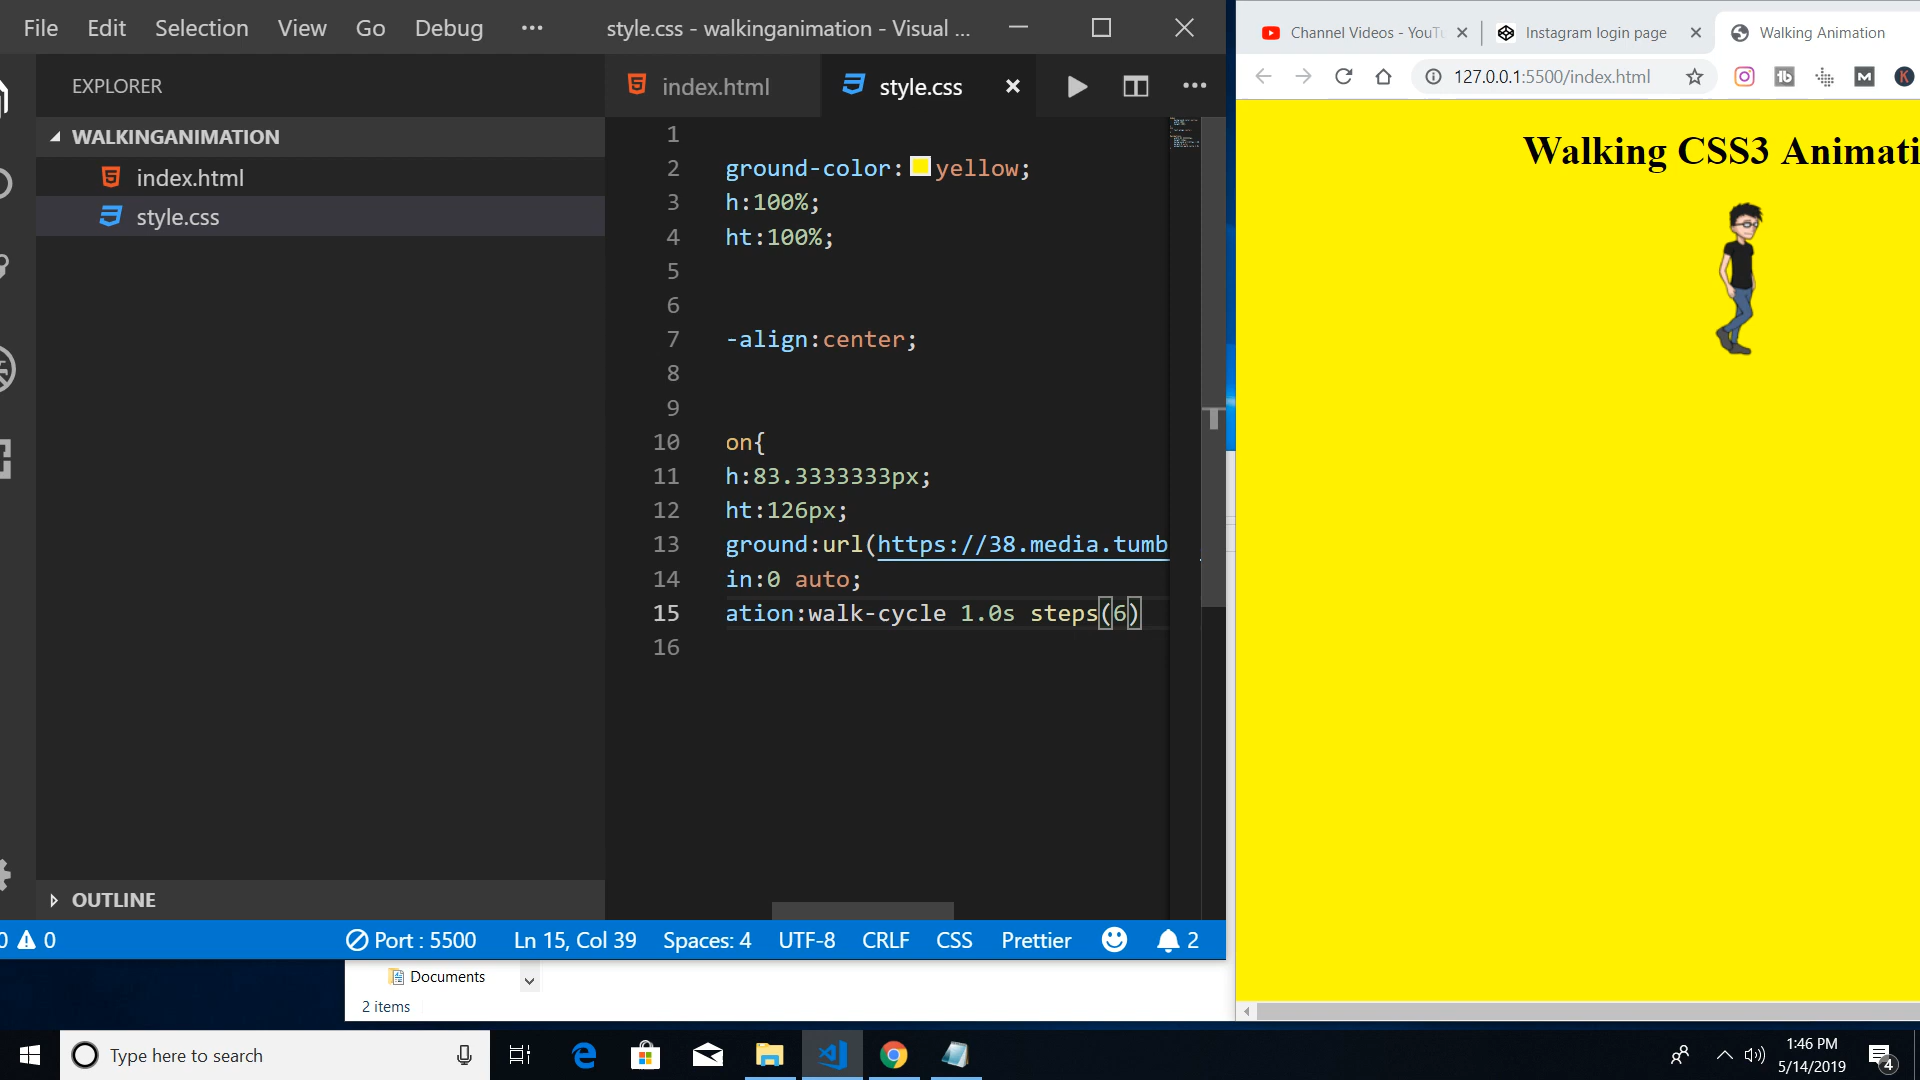 File Edit Selection View Go Debug ··· style.css - walkinganimation - Visual ...
EXPLORER
WALKINGANIMATION
index.html
style.css
OUTLINE
index.html style.css
1
2 ground-color: yellow;
3 h:100%;
4 ht:100%;
5
6
7 -align:center;
8
9
10 on{
11 h:83.3333333px;
12 ht:126px;
13 ground:url(https://38.media.tumb
14 in:0 auto;
15 ation:walk-cycle 1.0s steps(6)
16
0 0 Port : 5500 Ln 15, Col 39 Spaces: 4 UTF-8 CRLF CSS Prettier 2
Documents
2 items
Channel Videos - YouTu Instagram login page Walking Animation
127.0.0.1:5500/index.html
Walking CSS3 Animati
Type here to search
1:46 PM
5/14/2019
4